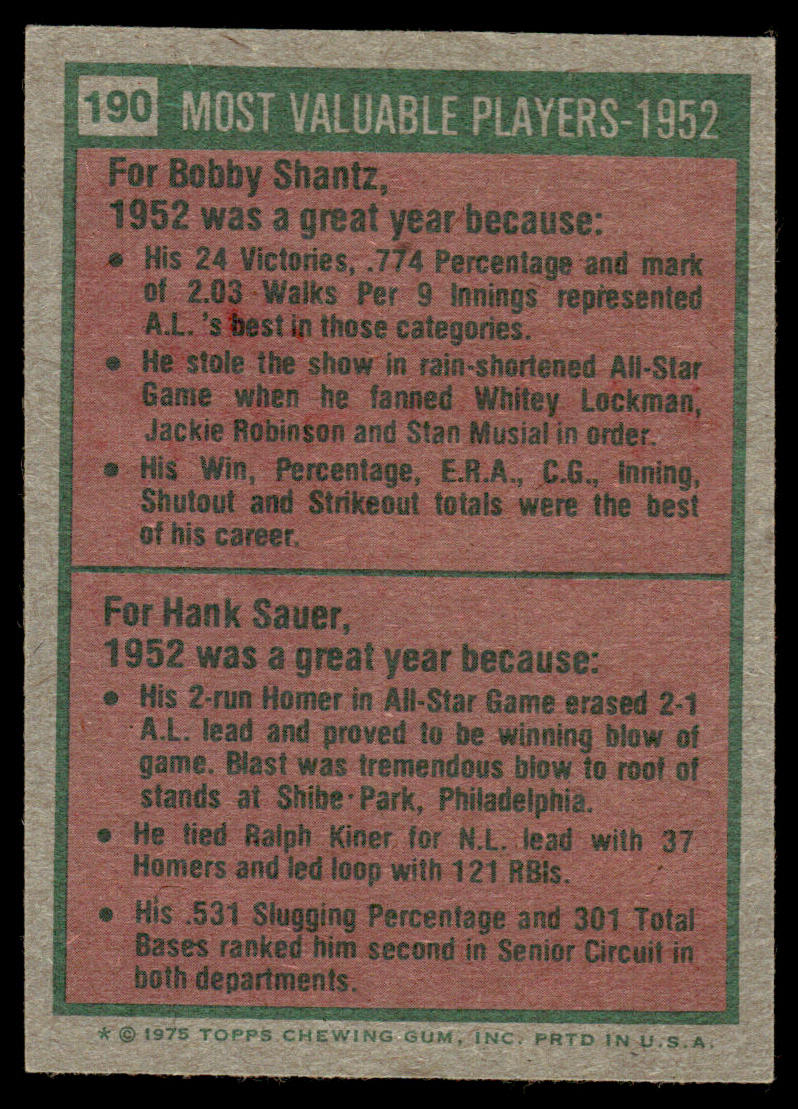 190 MOST VALUABLE PLAYERS-1952
For Bobby Shantz,
1952 was a great year because:
• His 24 Victories, .774 Percentage and mark
of 2.03 Walks Per 9 Innings represented
A.L. 's best in those categories.
• He stole the show in rain-shortened All-Star
Game when he fanned Whitey Lockman,
Jackie Robinson and Stan Musial in order.
• His Win, Percentage, E.R.A., C.G., Inning,
Shutout and Strikeout totals were the best
of his career.
For Hank Sauer,
1952 was a great year because:
• His 2-run Homer in All-Star Game erased 2-1
A.L. lead and proved to be winning blow of
game. Blast was tremendous blow to roof of
stands at Shibe Park, Philadelphia.
• He tied Ralph Kiner for N.L. lead with 37
Homers and led loop with 121 RBIs.
• His .531 Slugging Percentage and 301 Total
Bases ranked him second in Senior Circuit in
both departments.
* © 1975 TOPPS CHEWING GUM, INC. PRTD IN U.S.A.